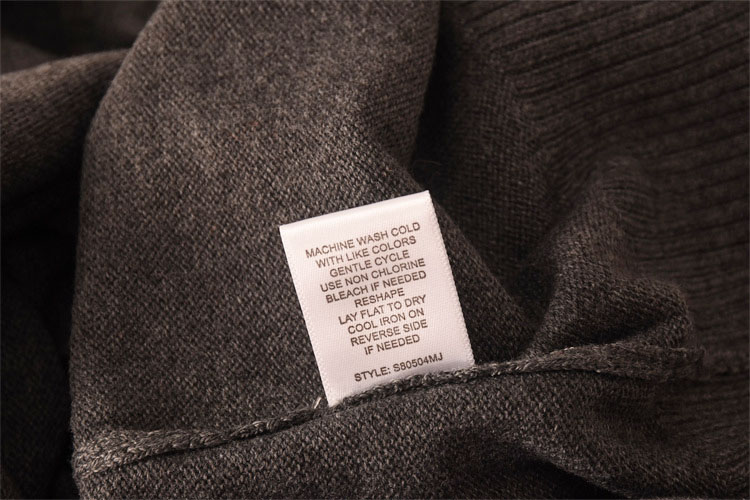 MACHINE WASH COLD
WITH LIKE COLORS
GENTLE CYCLE
USE NON CHLORINE
BLEACH IF NEEDED
RESHAPE
LAY FLAT TO DRY
COOL IRON ON
REVERSE SIDE
IF NEEDED
STYLE: S80504MJ